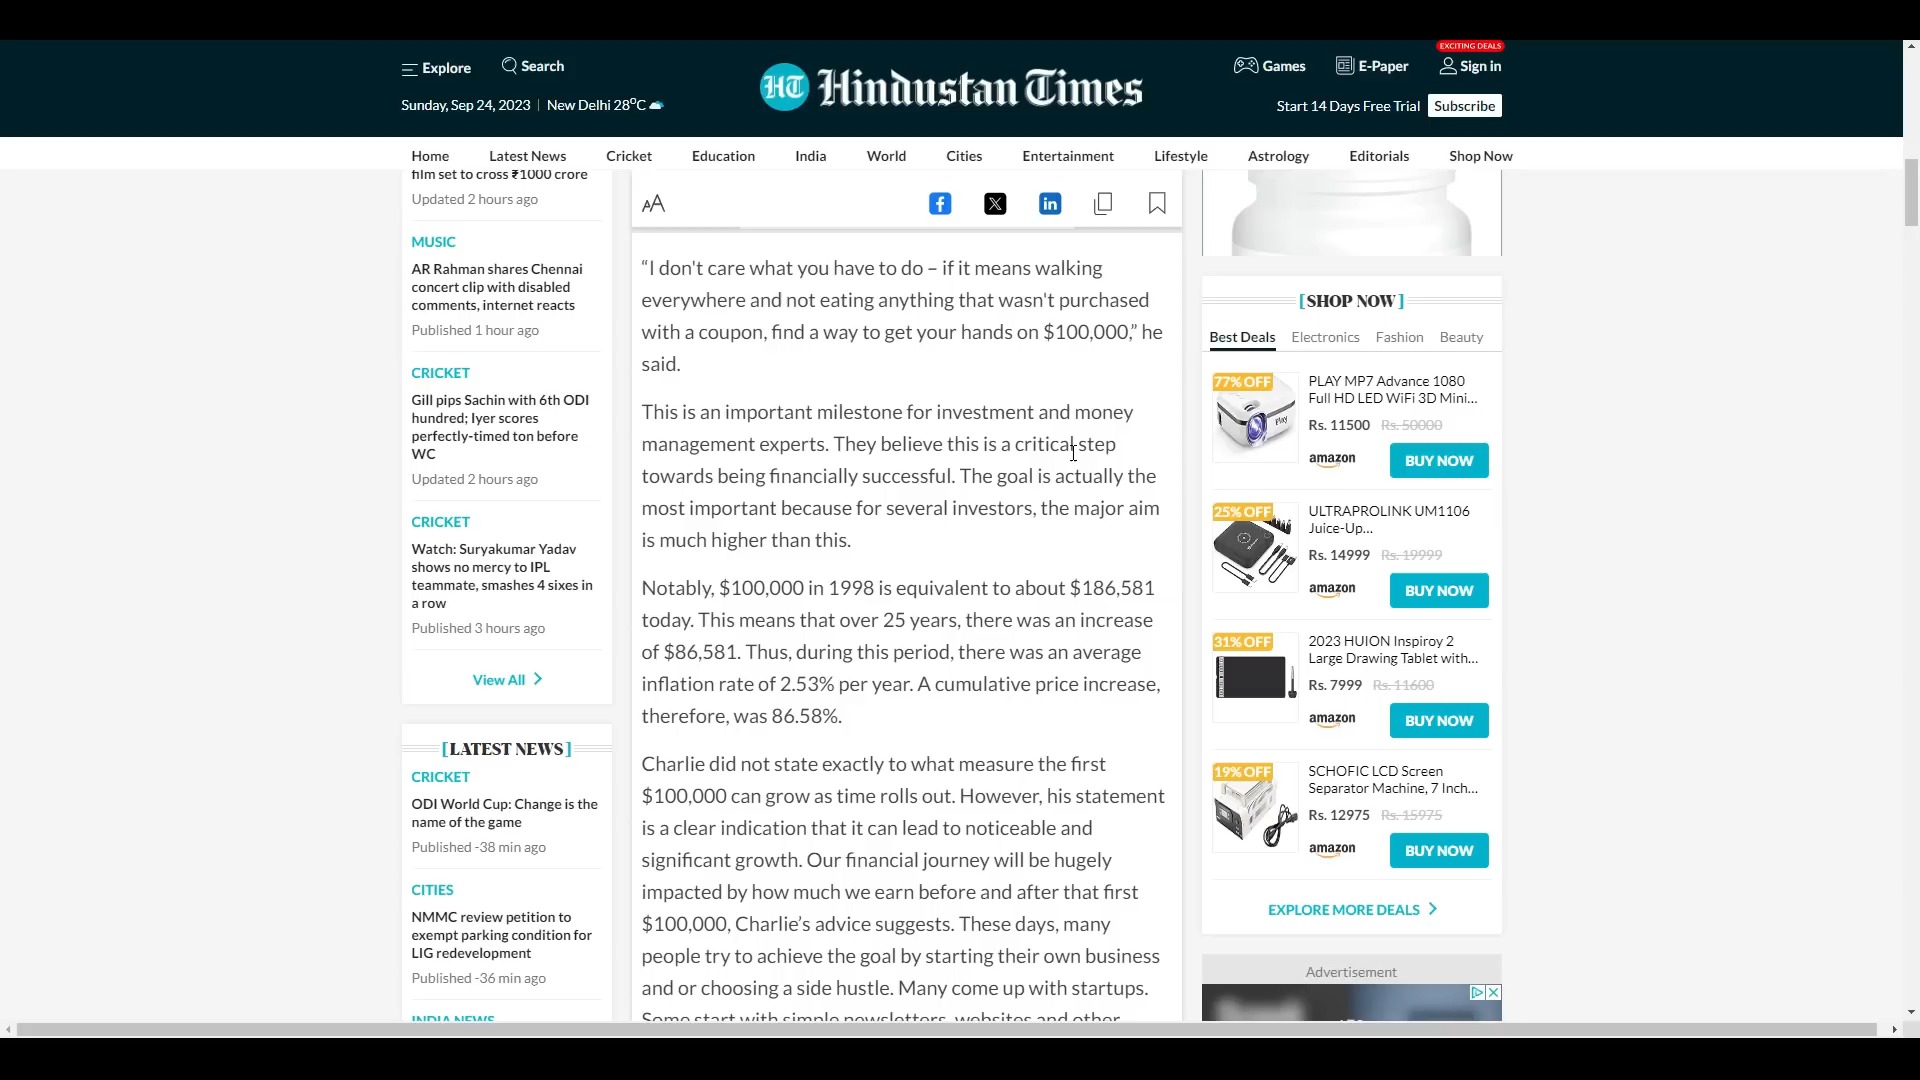 EXCITING DEALS
Explore
Search
Hindustan Times
HT
Games
E-Paper
Sign in
Sunday, Sep 24, 2023 | New Delhi 28°C
Start 14 Days Free Trial
Subscribe
Home
Latest News
Cricket
Education
India
World
Cities
Entertainment
Lifestyle
Astrology
Editorials
Shop Now
film set to cross ₹1000 crore
Updated 2 hours ago
MUSIC
AR Rahman shares Chennai
concert clip with disabled
comments, internet reacts
Published 1 hour ago
CRICKET
Gill pips Sachin with 6th ODI
hundred; Iyer scores
perfectly-timed ton before
WC
Updated 2 hours ago
CRICKET
Watch: Suryakumar Yadav
shows no mercy to IPL
teammate, smashes 4 sixes in
a row
Published 3 hours ago
View All
[LATEST NEWS]
CRICKET
ODI World Cup: Change is the
name of the game
Published -38 min ago
CITIES
NMMC review petition to
exempt parking condition for
LIG redevelopment
Published -36 min ago
INDIA NEWS
AA
“I don't care what you have to do – if it means walking
everywhere and not eating anything that wasn't purchased
with a coupon, find a way to get your hands on $100,000,” he
said.
This is an important milestone for investment and money
management experts. They believe this is a critical step
towards being financially successful. The goal is actually the
most important because for several investors, the major aim
is much higher than this.
Notably, $100,000 in 1998 is equivalent to about $186,581
today. This means that over 25 years, there was an increase
of $86,581. Thus, during this period, there was an average
inflation rate of 2.53% per year. A cumulative price increase,
therefore, was 86.58%.
Charlie did not state exactly to what measure the first
$100,000 can grow as time rolls out. However, his statement
is a clear indication that it can lead to noticeable and
significant growth. Our financial journey will be hugely
impacted by how much we earn before and after that first
$100,000, Charlie’s advice suggests. These days, many
people try to achieve the goal by starting their own business
and or choosing a side hustle. Many come up with startups.
Some start with simple newsletters, websites and other
[SHOP NOW]
Best Deals
Electronics
Fashion
Beauty
77% OFF
PLAY MP7 Advance 1080
Full HD LED WiFi 3D Mini...
Rs. 11500 Rs. 50000
amazon
BUY NOW
25% OFF
ULTRAPROLINK UM1106
Juice-Up...
Rs. 14999 Rs. 19999
amazon
BUY NOW
31% OFF
2023 HUION Inspiroy 2
Large Drawing Tablet with...
Rs. 7999 Rs. 11600
amazon
BUY NOW
19% OFF
SCHOFIC LCD Screen
Separator Machine, 7 Inch...
Rs. 12975 Rs. 15975
amazon
BUY NOW
EXPLORE MORE DEALS
Advertisement